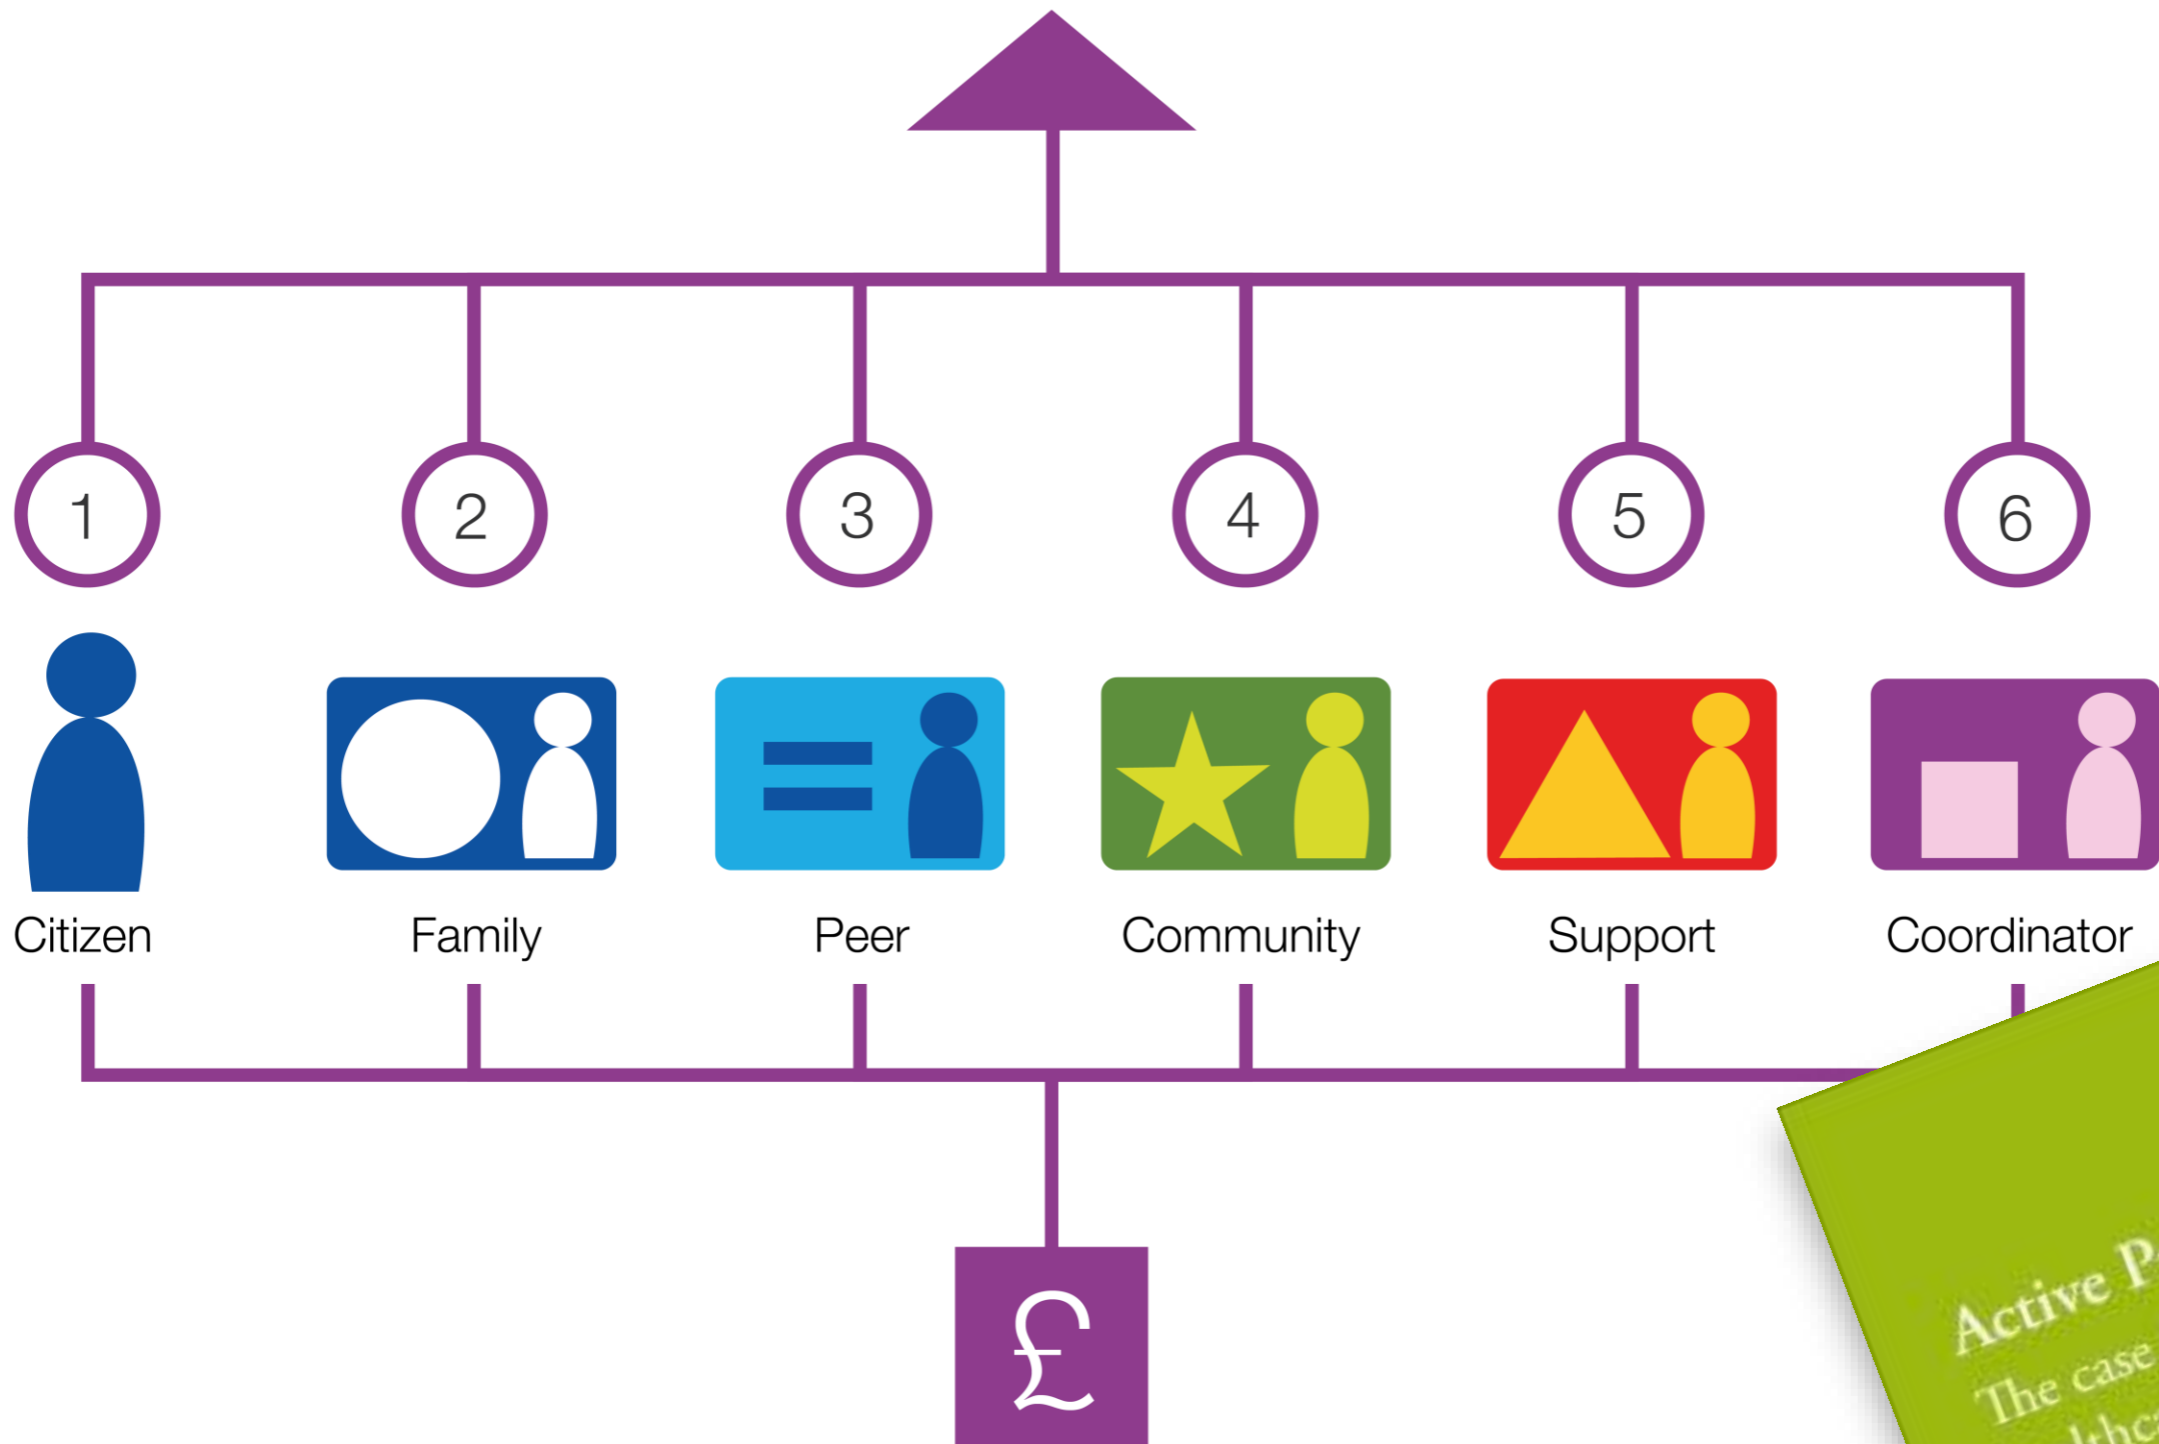 1
2
3
4
5
6
Citizen
Family
Peer
Community
Support
Coordinator
£
Active
The case